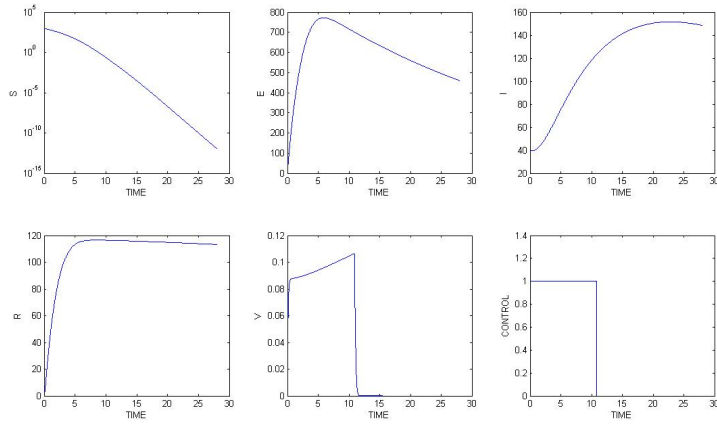 10^5
10^0
10^-5
10^-10
10^-15
S
0 5 10 15 20 25 30
TIME
800
700
600
500
400
300
200
100
0
E
0 5 10 15 20 25 30
TIME
160
140
120
100
80
60
40
20
I
0 5 10 15 20 25 30
TIME
120
100
80
60
40
20
0
R
0 5 10 15 20 25 30
TIME
0.12
0.1
0.08
0.06
0.04
0.02
0
V
0 5 10 15 20 25 30
TIME
1.4
1.2
1
0.8
0.6
0.4
0.2
0
CONTROL
0 5 10 15 20 25 30
TIME